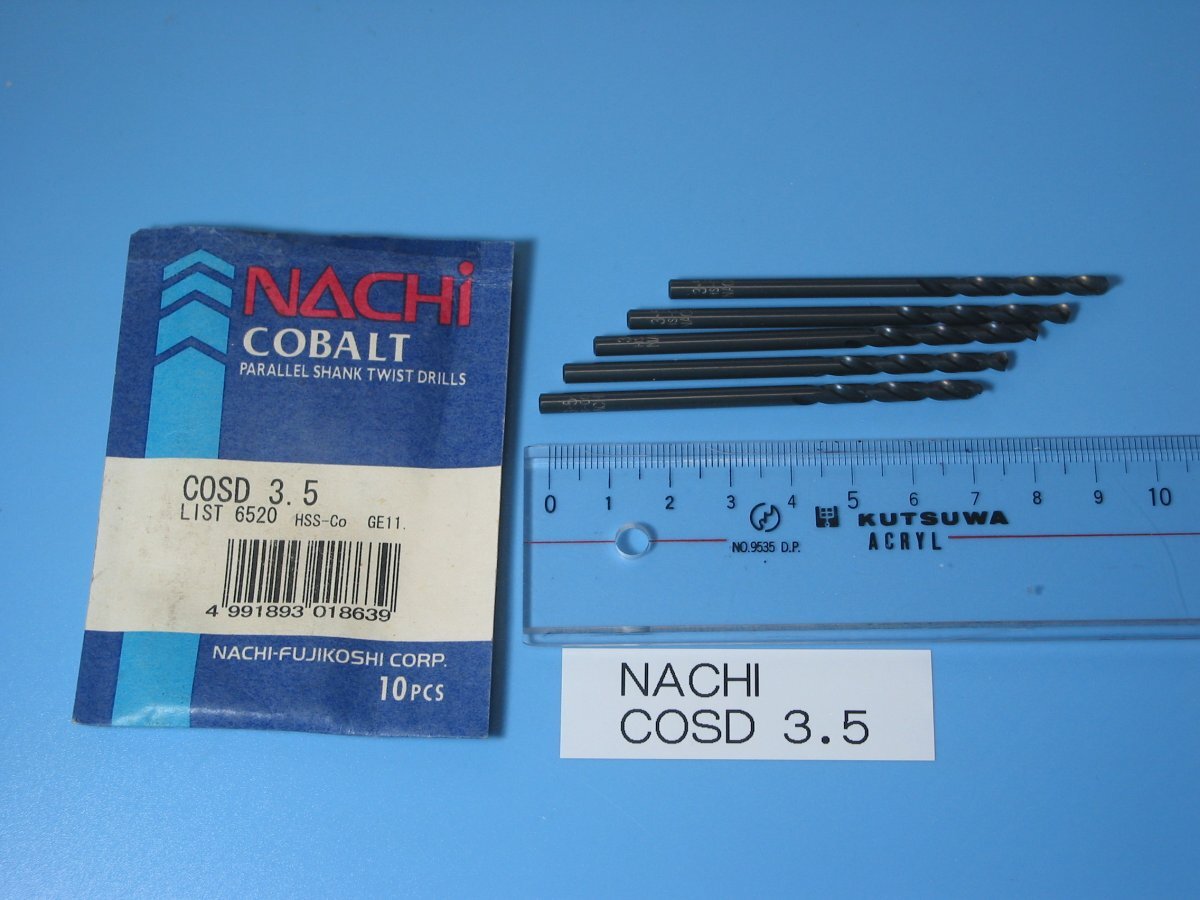 NACHi
COBALT
PARALLEL SHANK TWIST DRILLS
COSD 3.5
LIST 6520 HSS-Co GE11.
4 991893 018639
NACHI-FUJIKOSHI CORP.
10PCS
0 1 2 3 4 5 6 7 8 9 10
KUTSUWA
NO.9535 D.P. ACRYL
NACHI
COSD 3.5